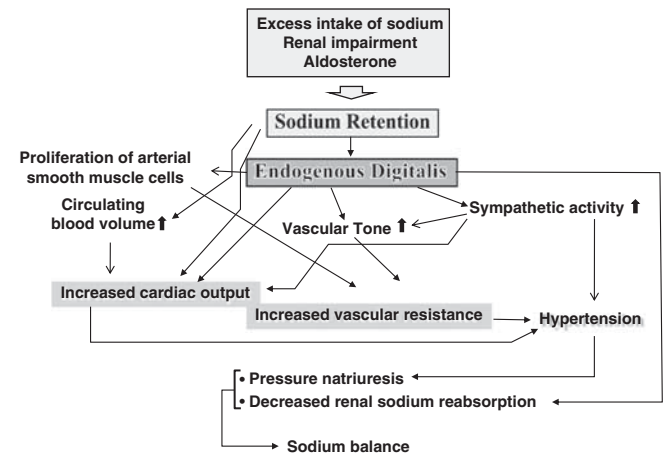 Excess intake of sodium
Renal impairment
Aldosterone
Sodium Retention
Endogenous Digitalis
Proliferation of arterial
smooth muscle cells
Circulating
blood volume
Vascular Tone
Sympathetic activity
Increased cardiac output
Increased vascular resistance
Hypertension
• Pressure natriuresis
• Decreased renal sodium reabsorption
Sodium balance